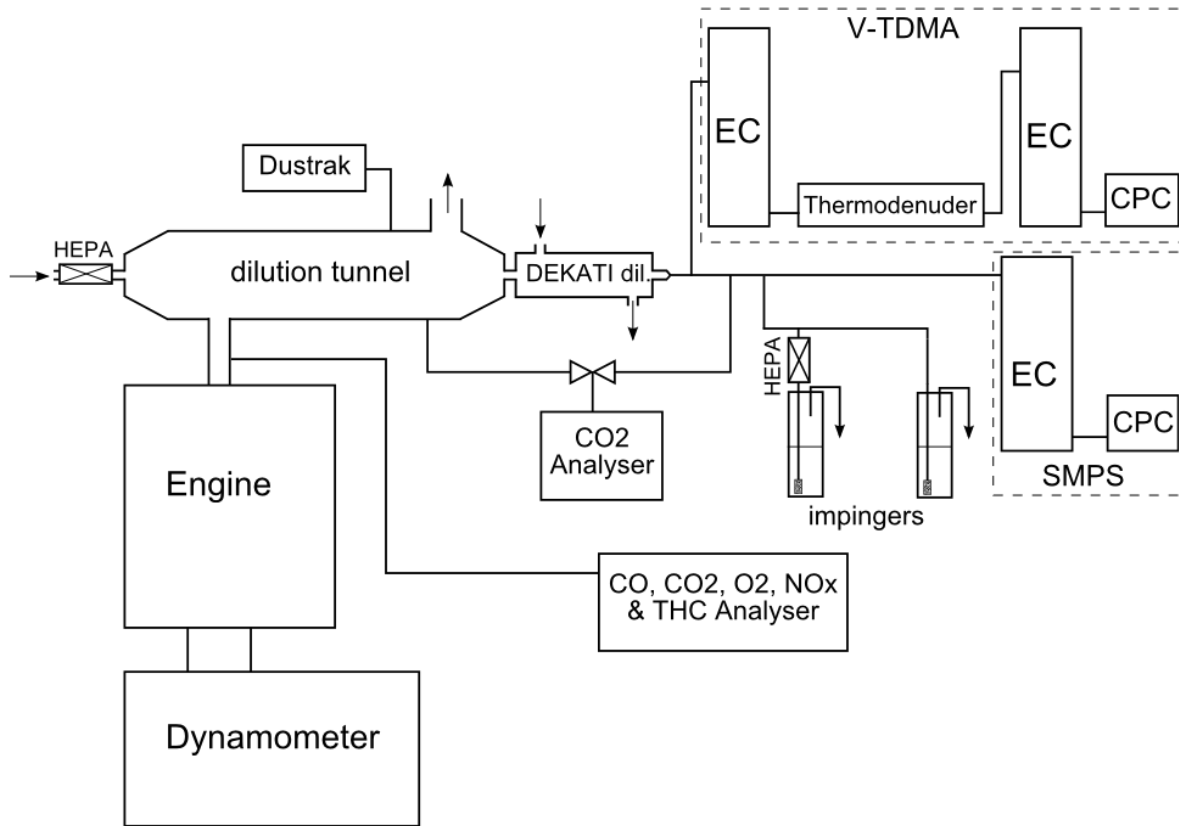 V-TDMA
EC
EC
Thermodenuder
CPC
Dustrak
HEPA
dilution tunnel
DEKATI dil.
HEPA
EC
CPC
SMPS
CO2
Analyser
impingers
Engine
CO, CO2, O2, NOx
& THC Analyser
Dynamometer